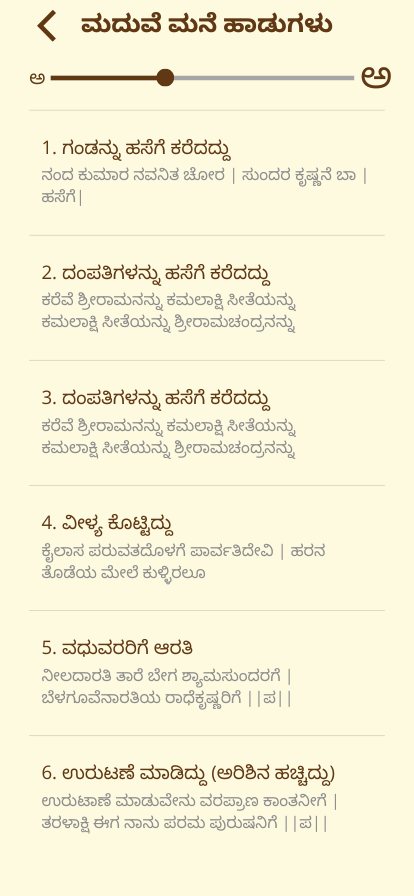 ಮದುವೆ ಮನೆ ಹಾಡುಗಳು
ಅ ಅ
1. ಗಂಡನ್ನು ಹಸೆಗೆ ಕರೆದದ್ದು
ನಂದ ಕುಮಾರ ನವನಿತ ಚೋರ | ಸುಂದರ ಕೃಷ್ಣನೆ ಬಾ |
ಹಸೆಗೆ|
2. ದಂಪತಿಗಳನ್ನು ಹಸೆಗೆ ಕರೆದದ್ದು
ಕರೆವೆ ಶ್ರೀರಾಮನನ್ನು ಕಮಲಾಕ್ಷಿ ಸೀತೆಯನ್ನು
ಕಮಲಾಕ್ಷಿ ಸೀತೆಯನ್ನು ಶ್ರೀರಾಮಚಂದ್ರನನ್ನು
3. ದಂಪತಿಗಳನ್ನು ಹಸೆಗೆ ಕರೆದದ್ದು
ಕರೆವೆ ಶ್ರೀರಾಮನನ್ನು ಕಮಲಾಕ್ಷಿ ಸೀತೆಯನ್ನು
ಕಮಲಾಕ್ಷಿ ಸೀತೆಯನ್ನು ಶ್ರೀರಾಮಚಂದ್ರನನ್ನು
4. ವೀಳ್ಯ ಕೊಟ್ಟಿದ್ದು
ಕೈಲಾಸ ಪರುವತದೊಳಗೆ ಪಾರ್ವತಿದೇವಿ | ಹರನ
ತೊಡೆಯ ಮೇಲೆ ಕುಳ್ಳಿರಲೂ
5. ವಧುವರರಿಗೆ ಆರತಿ
ನೀಲದಾರತಿ ತಾರೆ ಬೇಗ ಶ್ಯಾಮಸುಂದರಗೆ |
ಬೆಳಗೂವೆನಾರತಿಯ ರಾಧೆಕೃಷ್ಣರಿಗೆ ||ಪ||
6. ಉರುಟಣೆ ಮಾಡಿದ್ದು (ಅರಿಶಿನ ಹಚ್ಚಿದ್ದು)
ಉರುಟಾಣೆ ಮಾಡುವೇನು ವರಪ್ರಾಣ ಕಾಂತನೀಗೆ |
ತರಳಾಕ್ಷಿ ಈಗ ನಾನು ಪರಮ ಪುರುಷನಿಗೆ ||ಪ||